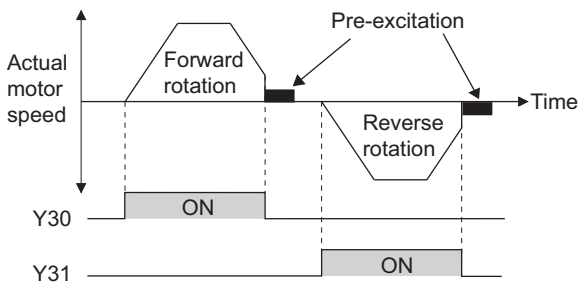 Pre-excitation
Actual
motor
speed
Forward
rotation
Time
Reverse
rotation
Y30
ON
Y31
ON